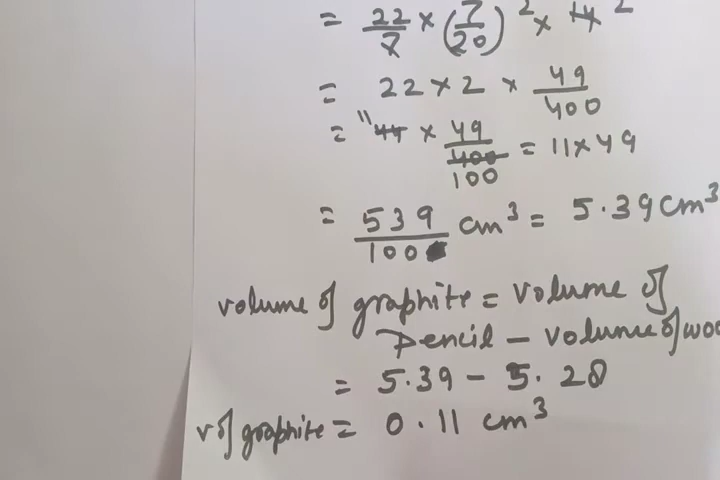 = 22/7 × (7/20)² × 14 2
= 22 × 2 × 49/400
= 11 44 × 49/400 100 = 11 × 49
= 539/100 cm³ = 5.39 cm³
volume of graphite = volume of
pencil - volume of woo
= 5.39 - 5.28
v of graphite = 0.11 cm³